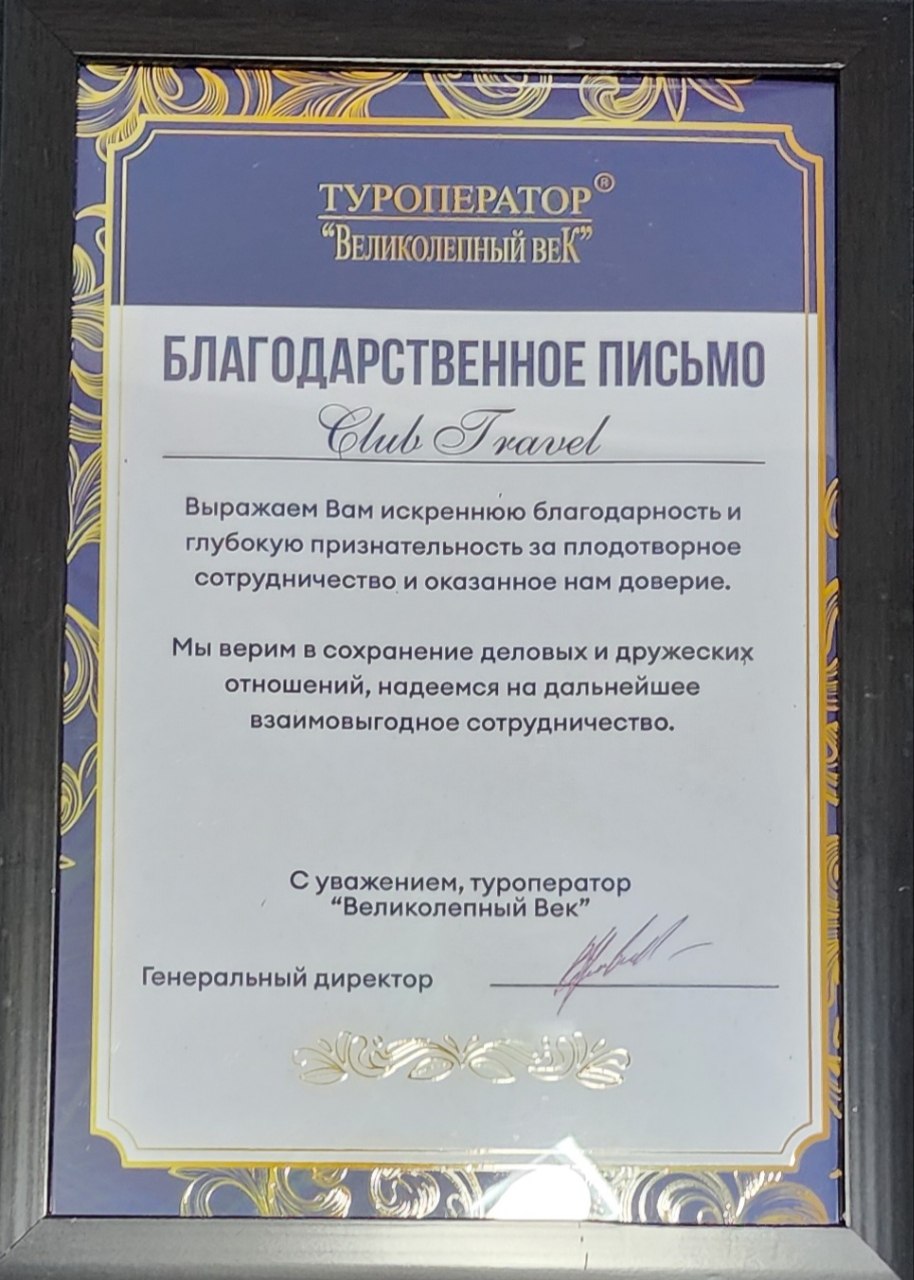 ТУРОПЕРАТОР®
“ВЕЛИКОЛЕПНЫЙ ВЕК”
БЛАГОДАРСТВЕННОЕ ПИСЬМО
Club Travel
Выражаем Вам искреннюю благодарность и
глубокую признательность за плодотворное
сотрудничество и оказанное нам доверие.
Мы верим в сохранение деловых и дружеских
отношений, надеемся на дальнейшее
взаимовыгодное сотрудничество.
С уважением, туроператор
“Великолепный Век”
Генеральный директор